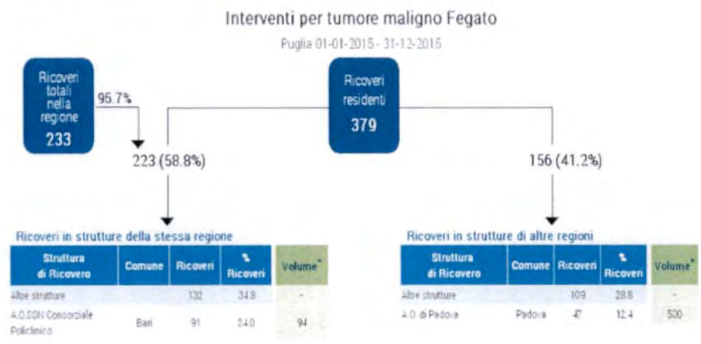 Interventi per tumore maligno Fegato
Puglia 01-01-2015 - 31-12-2015
Ricoveri
totali
nella
regione
233
95.7%
Ricoveri
residenti
379
223 (58.8%)
156 (41.2%)
Ricoveri in strutture della stessa regione
Struttura
di Ricovero
Comune
Ricoveri
%
Ricoveri
Volume*
Altre strutture 132 34.8 -
A.O.SSN Consorziale
Policlinico
Bari 91 24.0 94
Ricoveri in strutture di altre regioni
Struttura
di Ricovero
Comune
Ricoveri
%
Ricoveri
Volume*
Altre strutture 109 28.8 -
A.O. di Padova Padova 47 12.4 500